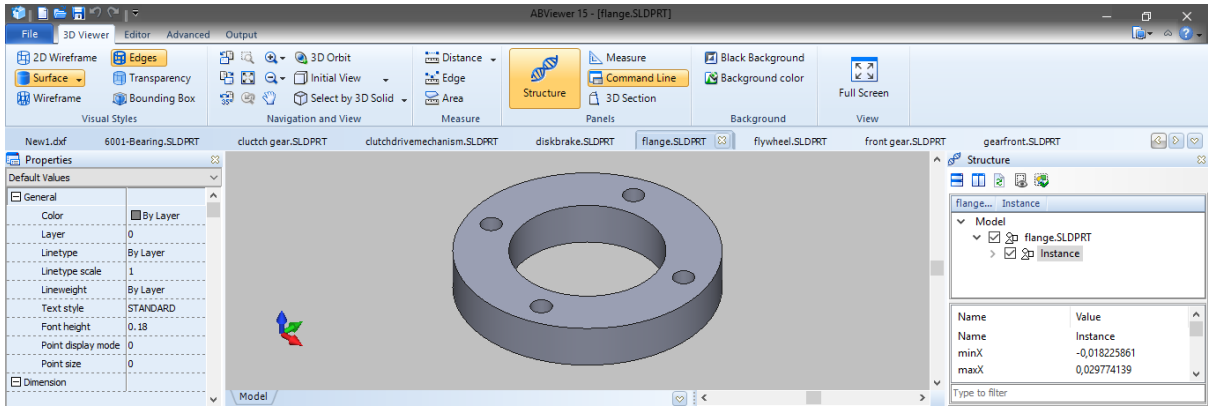 ABViewer 15 - [flange.SLDPRT]
File 3D Viewer Editor Advanced Output
2D Wireframe Edges
Surface Transparency
Wireframe Bounding Box
Visual Styles
3D Orbit
Initial View
35° Select by 3D Solid
Navigation and View
Distance
Edge
Area
Measure
Structure
Measure
Command Line
3D Section
Panels
Black Background
Background color
Background
Full Screen
View
New1.dxf 6001-Bearing.SLDPRT cluctch gear.SLDPRT clutchdrivemechanism.SLDPRT diskbrake.SLDPRT flange.SLDPRT flywheel.SLDPRT front gear.SLDPRT gearfront.SLDPRT
Properties
Default Values
General
Color By Layer
Layer 0
Linetype By Layer
Linetype scale 1
Lineweight By Layer
Text style STANDARD
Font height 0.18
Point display mode 0
Point size 0
Dimension
Model
Structure
flange... Instance
Model
flange.SLDPRT
Instance
Name Value
Name Instance
minX -0,018225861
maxX 0,029774139
Type to filter